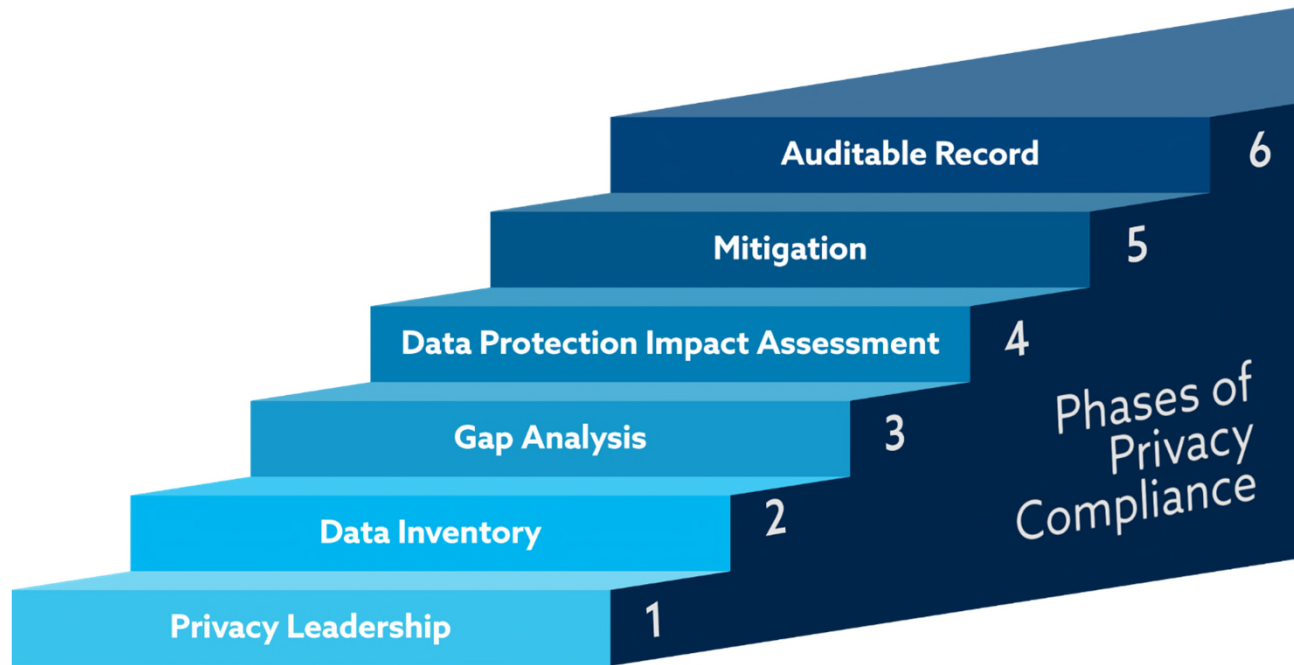 Auditable Record 6
Mitigation 5
Data Protection Impact Assessment 4
Gap Analysis 3
Data Inventory 2
Privacy Leadership 1
Phases of
Privacy
Compliance